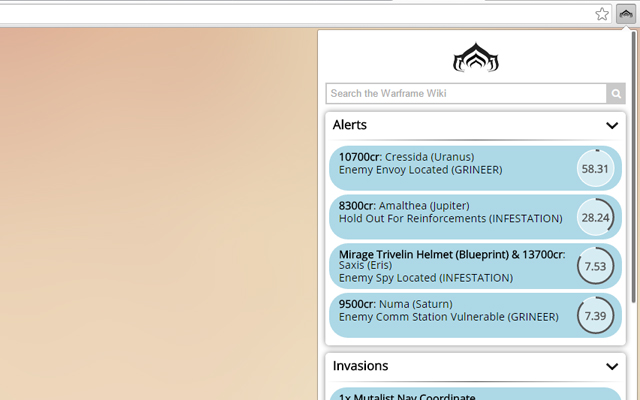 Search the Warframe Wiki
Alerts
10700cr: Cressida (Uranus)
Enemy Envoy Located (GRINEER)
58.31
8300cr: Amalthea (Jupiter)
Hold Out For Reinforcements (INFESTATION)
28.24
Mirage Trivelin Helmet (Blueprint) & 13700cr:
Saxis (Eris)
Enemy Spy Located (INFESTATION)
7.53
9500cr: Numa (Saturn)
Enemy Comm Station Vulnerable (GRINEER)
7.39
Invasions
1x Mutalist Nav Coordinate